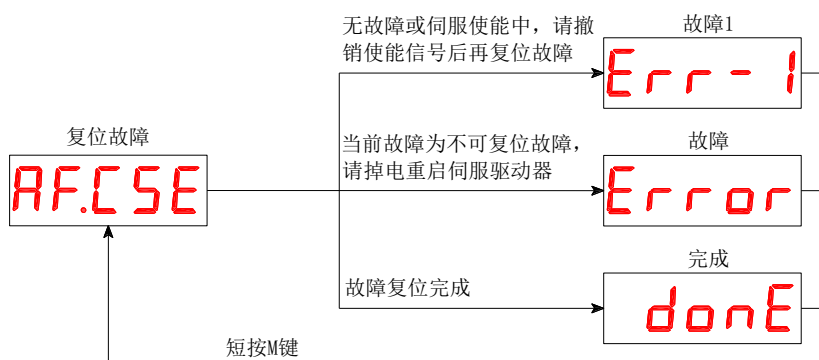 无故障或伺服使能中，请撤
销使能信号后再复位故障
故障1
Err-1
复位故障
AF.CSE
当前故障为不可复位故障，
请掉电重启伺服驱动器
故障
Error
故障复位完成
完成
donE
短按M键